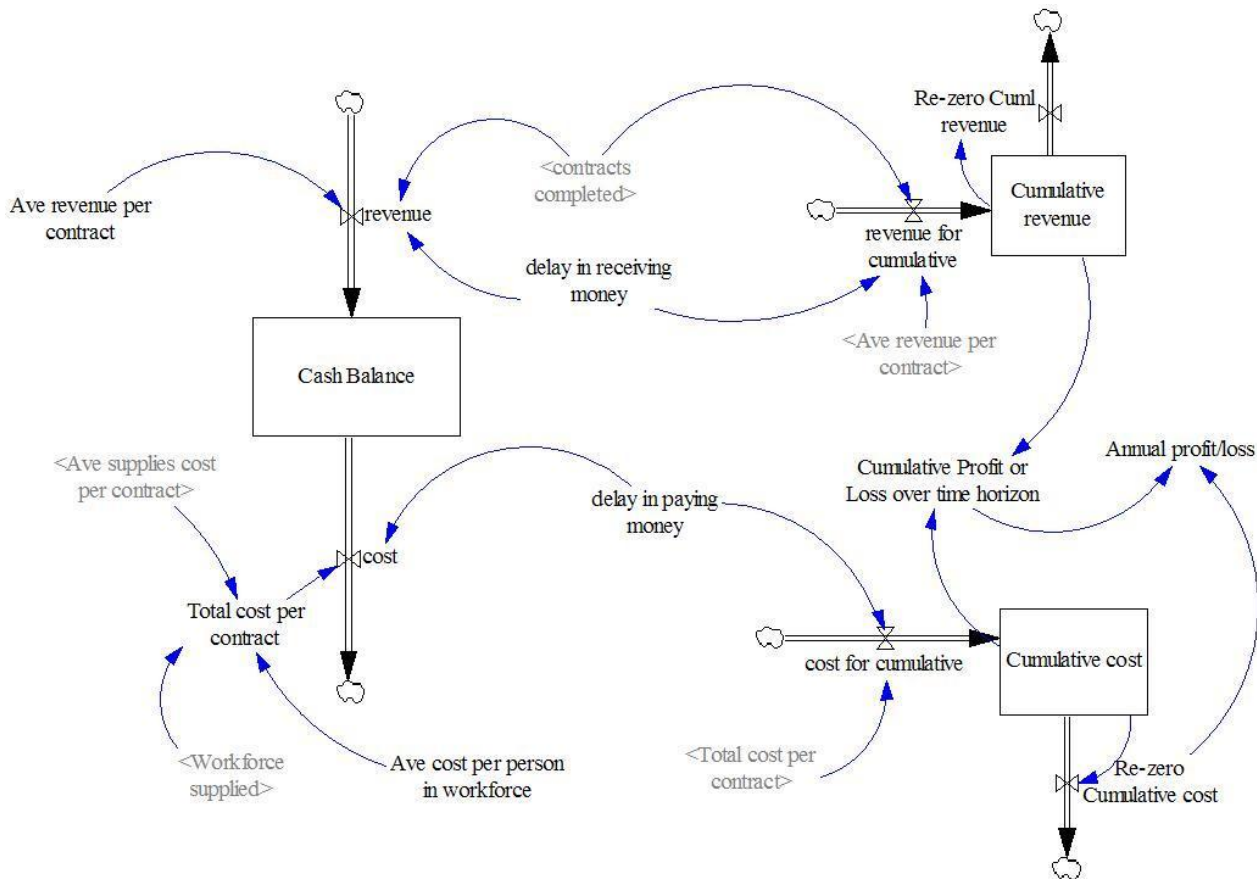 Re-zero Cuml
revenue
<contracts
completed>
Cumulative
revenue
Ave revenue per
contract
revenue
revenue for
cumulative
delay in receiving
money
<Ave revenue per
contract>
Cash Balance
<Ave supplies cost
per contract>
Cumulative Profit or
Loss over time horizon
Annual profit/loss
delay in paying
money
cost
Total cost per
contract
cost for cumulative
Cumulative cost
<Workforce
supplied>
Ave cost per person
in workforce
<Total cost per
contract>
Re-zero
Cumulative cost